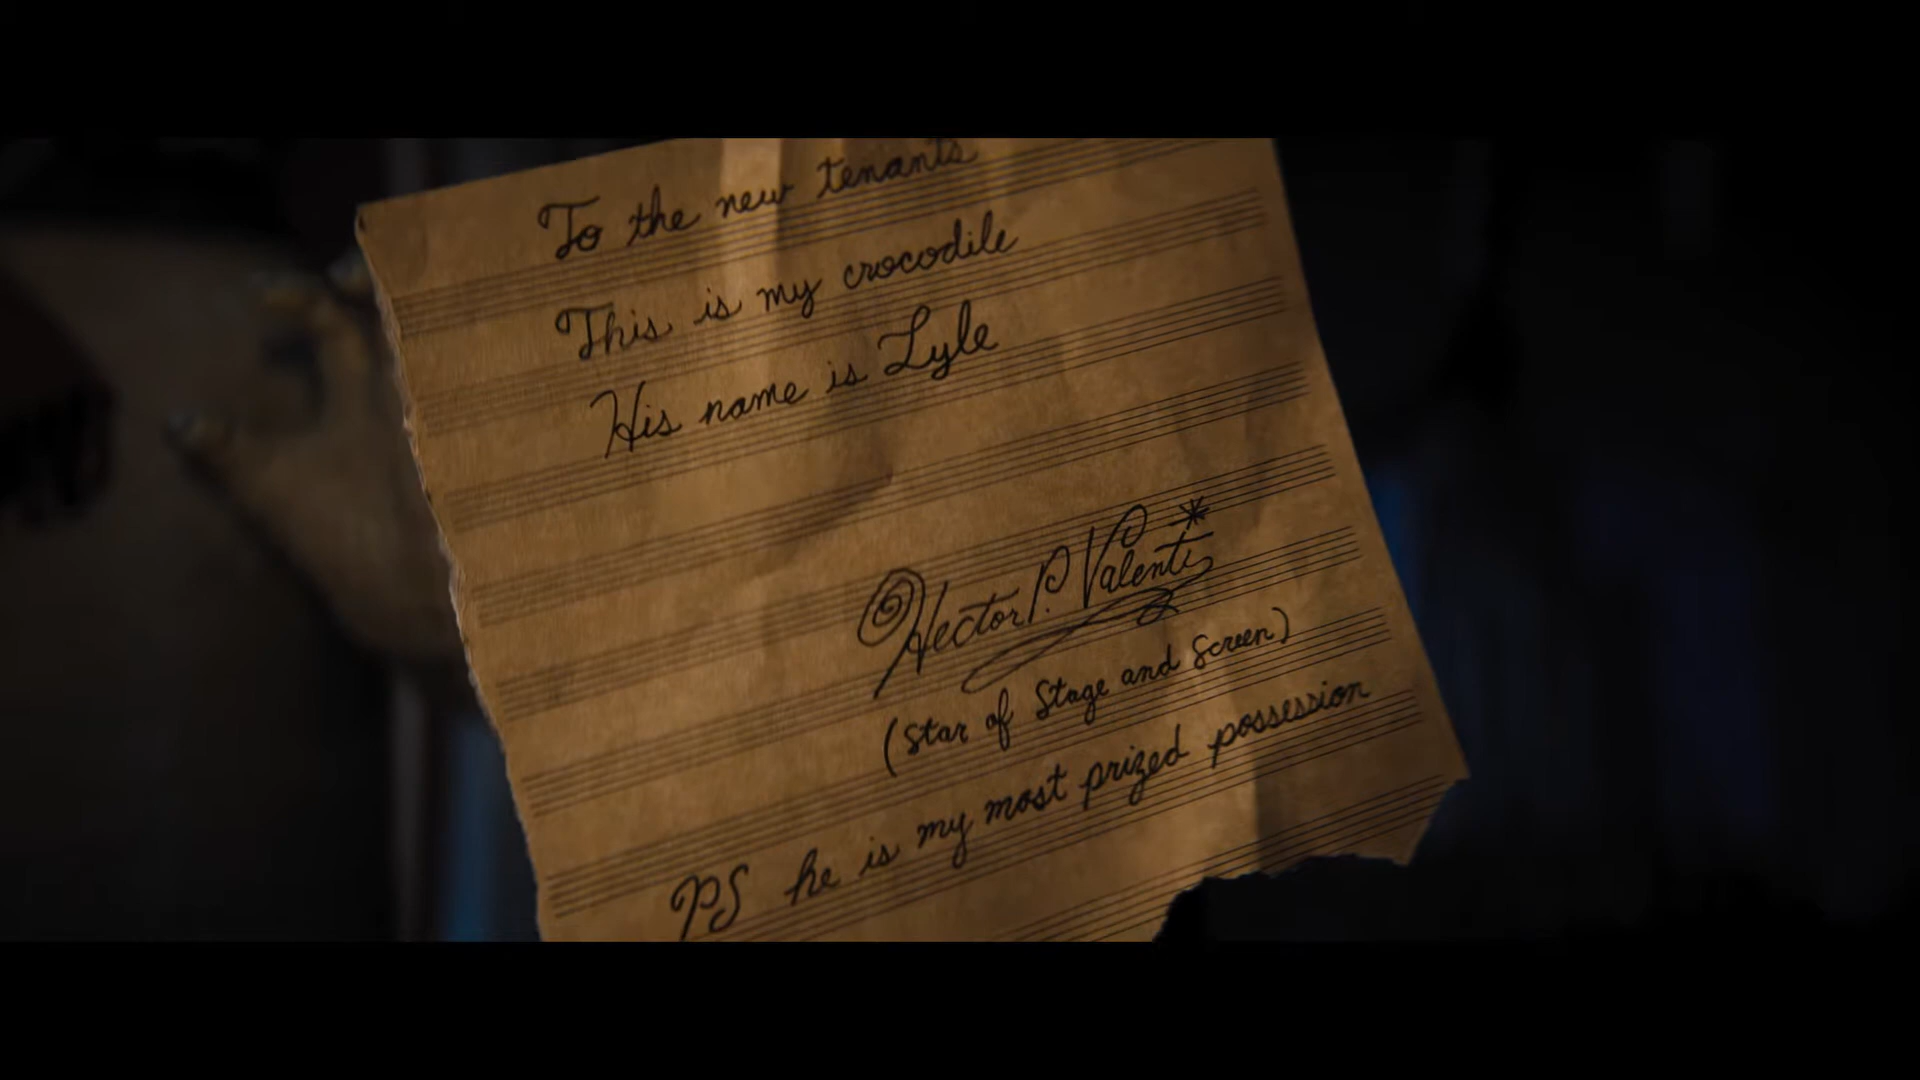 To the new tenants
This is my crocodile
His name is Lyle
Hector P. Valenti*
(Star of Stage and Screen)
PS he is my most prized possession